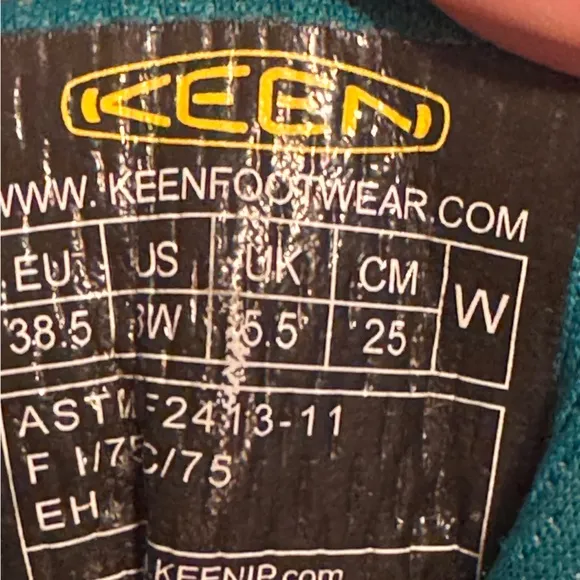 KEEN
WWW.KEENFOOTWEAR.COM
EU US UK CM W
38.5 5.5 25
ASTM F2413-11
F I/75 C/75
EH
KEENIP.com